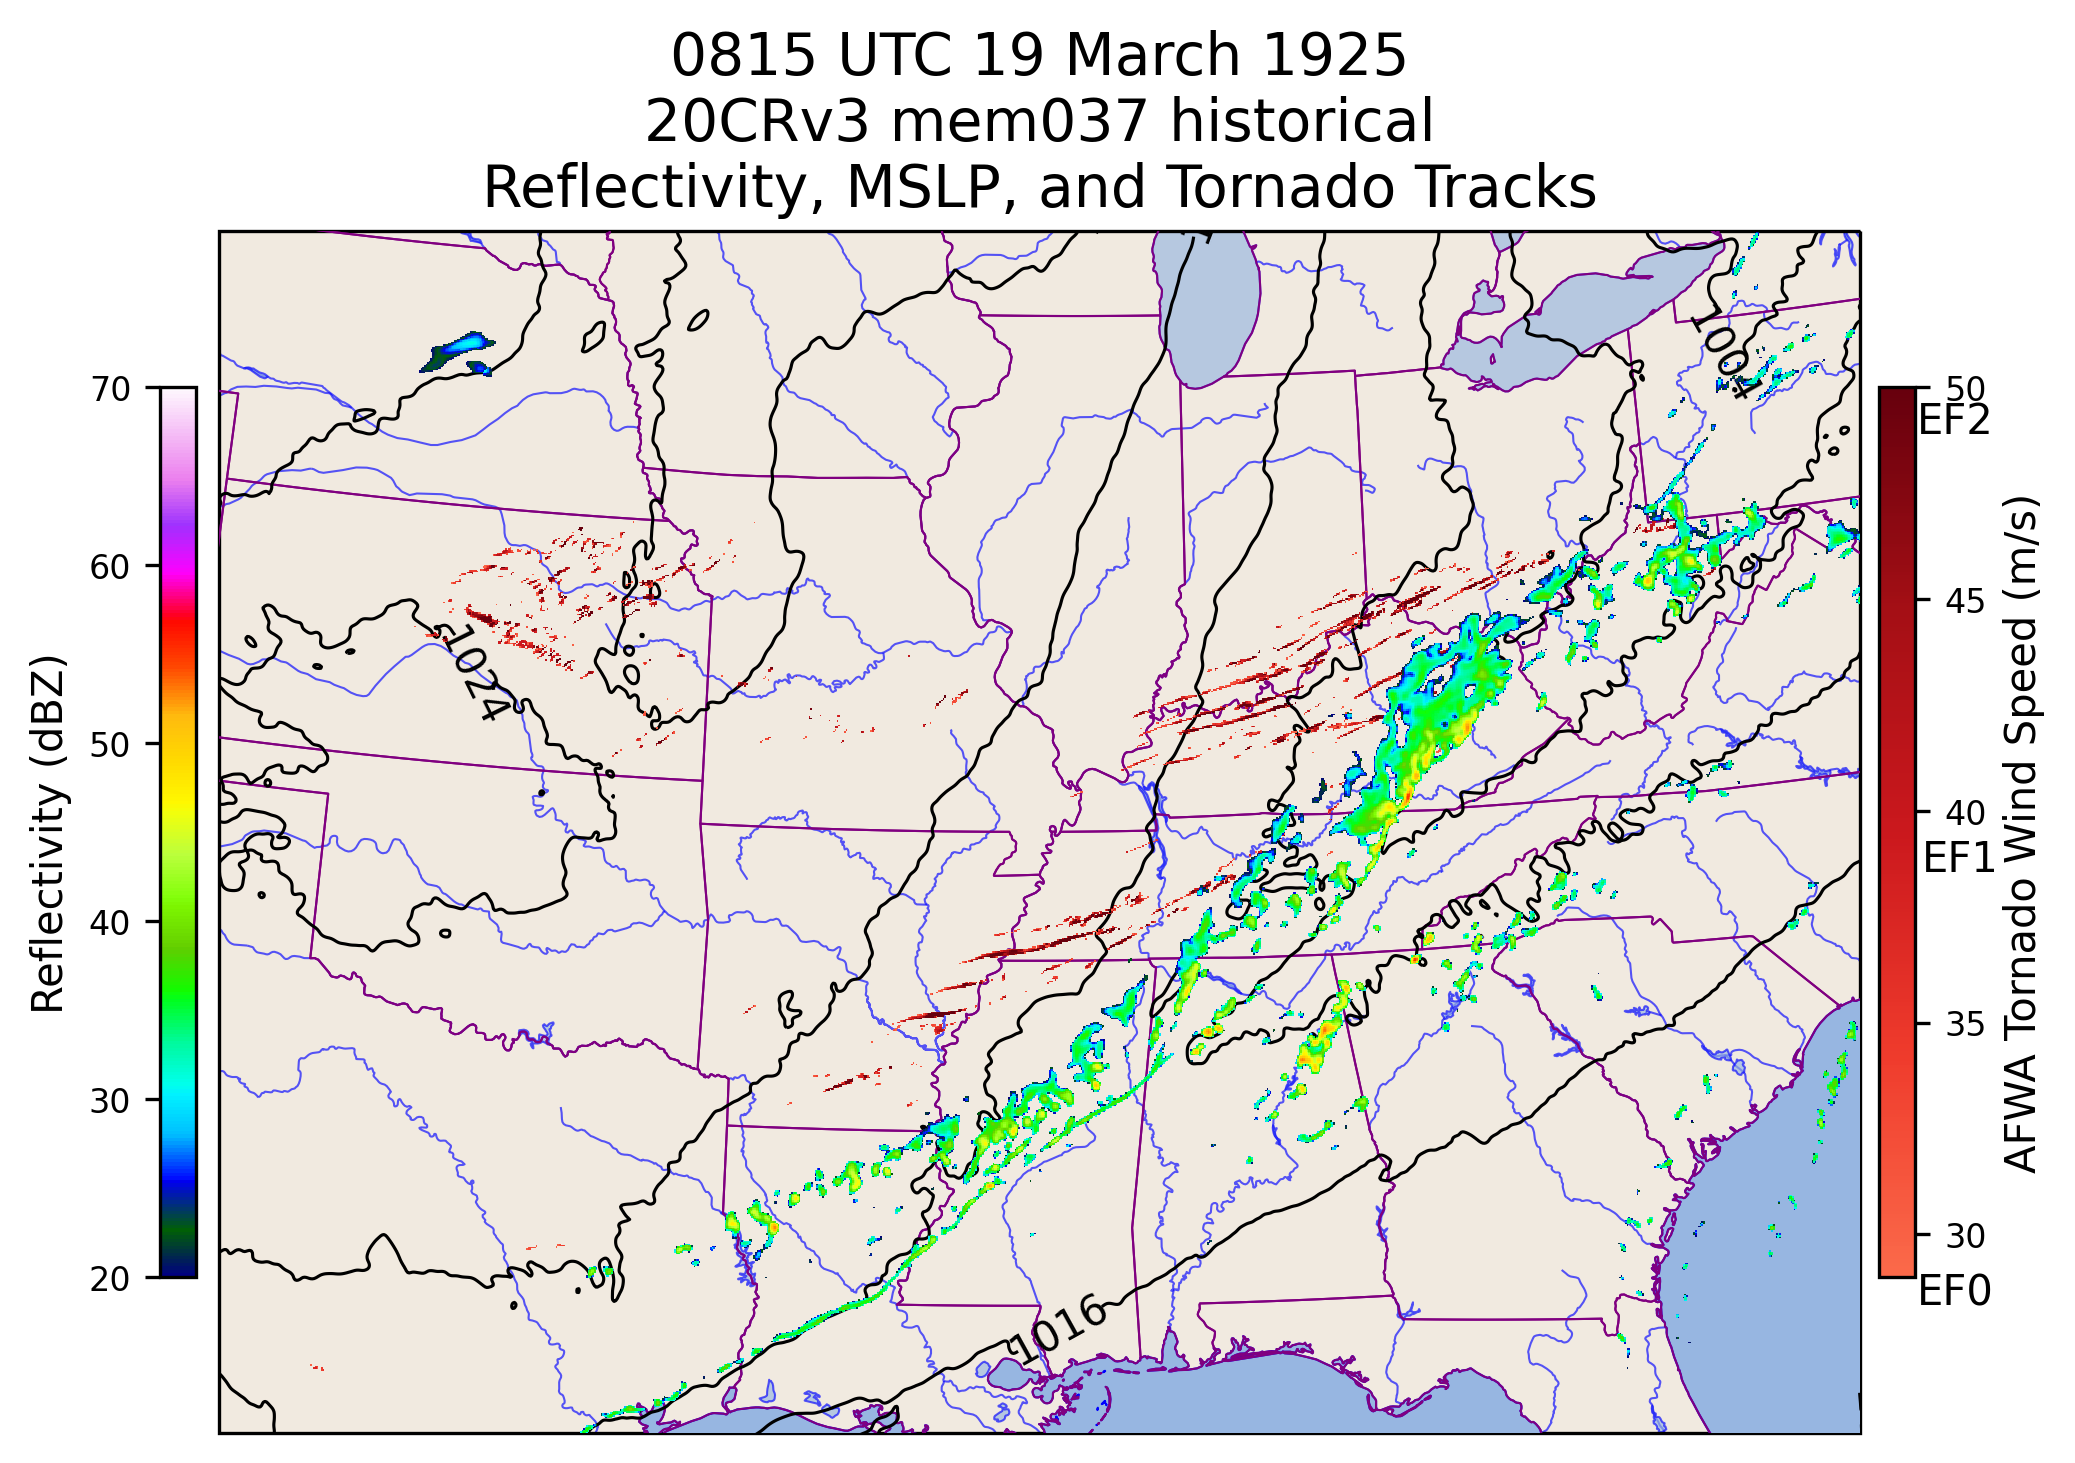 0815 UTC 19 March 1925
20CRv3 mem037 historical
Reflectivity, MSLP, and Tornado Tracks
Reflectivity (dBZ)
70
60
50
40
30
20
1004
1024
1016
50
EF2
45
40
EF1
35
30
EF0
AFWA Tornado Wind Speed (m/s)